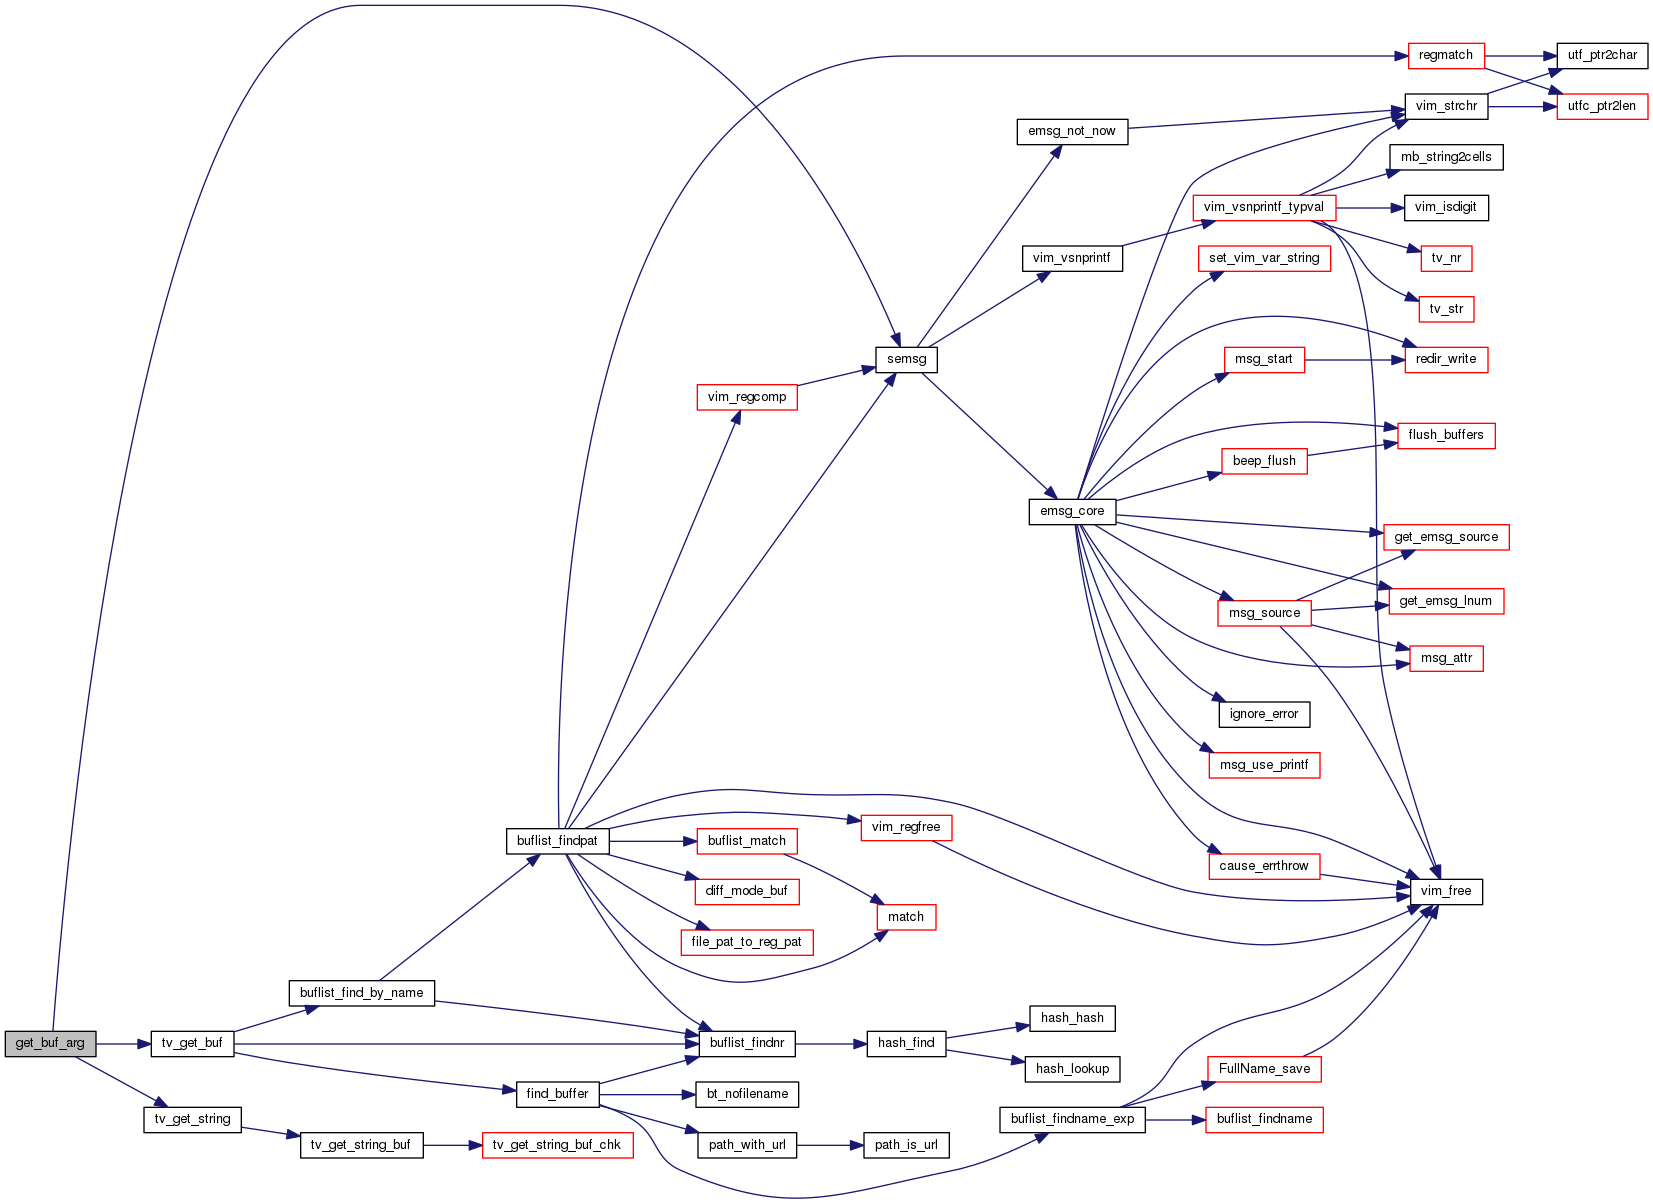 regmatch
utf_ptr2char
vim_strchr
utfc_ptr2len
emsg_not_now
mb_string2cells
vim_vsnprintf_typval
vim_isdigit
vim_vsnprintf
set_vim_var_string
tv_nr
tv_str
semsg
msg_start
redir_write
vim_regcomp
flush_buffers
beep_flush
emsg_core
get_emsg_source
get_emsg_lnum
msg_source
msg_attr
ignore_error
msg_use_printf
vim_regfree
buflist_findpat
buflist_match
cause_errthrow
diff_mode_buf
vim_free
match
file_pat_to_reg_pat
buflist_find_by_name
hash_hash
get_buf_arg
tv_get_buf
buflist_findnr
hash_find
hash_lookup
FullName_save
find_buffer
bt_nofilename
tv_get_string
buflist_findname_exp
buflist_findname
tv_get_string_buf
tv_get_string_buf_chk
path_with_url
path_is_url